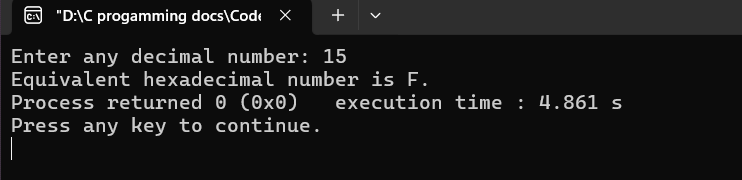 "D:\C progamming docs\Code
Enter any decimal number: 15
Equivalent hexadecimal number is F.
Process returned 0 (0x0)   execution time : 4.861 s
Press any key to continue.